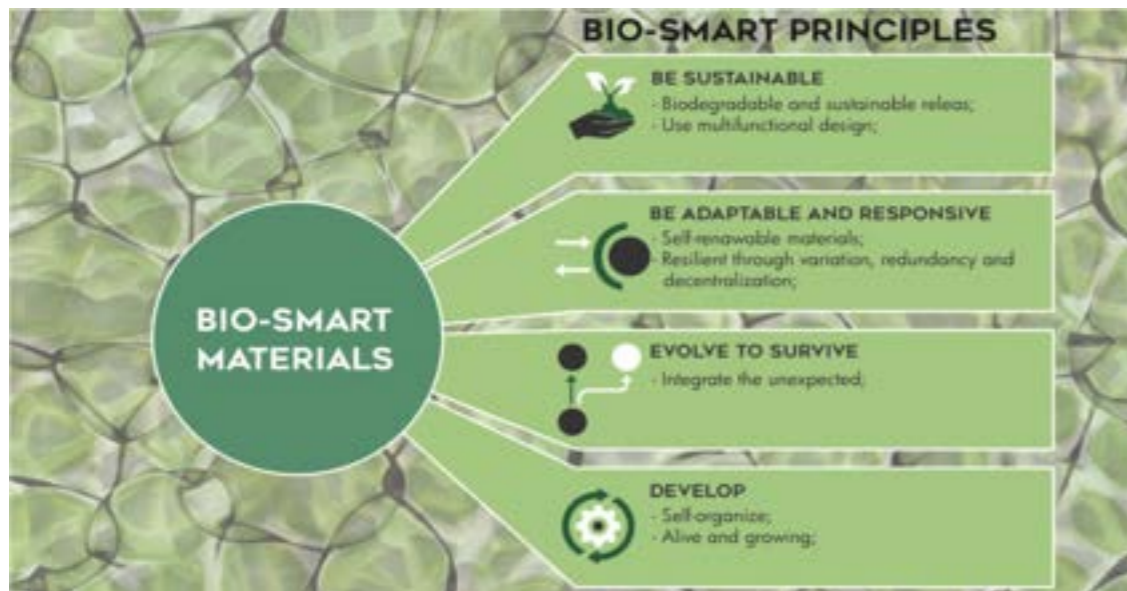 BIO-SMART PRINCIPLES
BE SUSTAINABLE
- Biodegradable and sustainable releas;
- Use multifunctional design;
BE ADAPTABLE AND RESPONSIVE
- Self-renawable materials;
- Resilient through variation, redundancy and
decentralization;
BIO-SMART
MATERIALS
EVOLVE TO SURVIVE
- Integrate the unexpected;
DEVELOP
- Self-organize;
- Alive and growing;